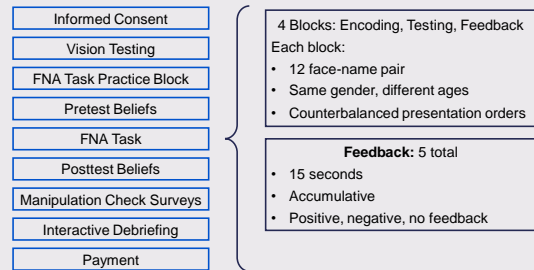 Informed Consent
Vision Testing
FNA Task Practice Block
Pretest Beliefs
FNA Task
Posttest Beliefs
Manipulation Check Surveys
Interactive Debriefing
Payment
4 Blocks: Encoding, Testing, Feedback
Each block:
• 12 face-name pair
• Same gender, different ages
• Counterbalanced presentation orders
Feedback: 5 total
• 15 seconds
• Accumulative
• Positive, negative, no feedback